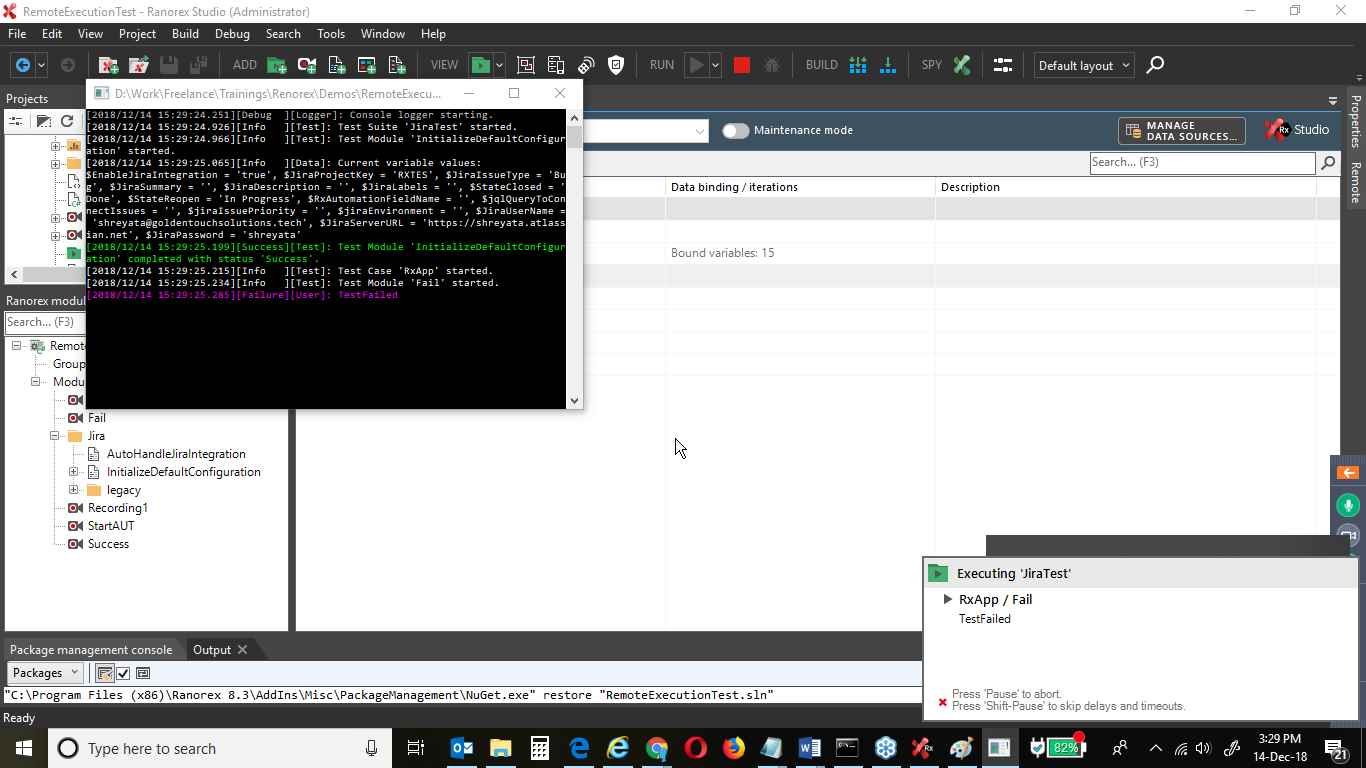 RemoteExecutionTest - Ranorex Studio (Administrator)
File Edit View Project Build Debug Search Tools Window Help
ADD VIEW RUN BUILD SPY Default layout
Projects
D:\Work\Freelance\Trainings\Renorex\Demos\RemoteExecu...
[2018/12/14 15:29:24.251][Debug  ][Logger]: Console logger starting.
[2018/12/14 15:29:24.926][Info   ][Test]: Test Suite 'JiraTest' started.
[2018/12/14 15:29:24.966][Info   ][Test]: Test Module 'InitializeDefaultConfigur
ation' started.
[2018/12/14 15:29:25.065][Info   ][Data]: Current variable values:
$EnableJiraIntegration = 'true', $JiraProjectKey = 'RXTES', $JiraIssueType = 'Bu
g', $JiraSummary = '', $JiraDescription = '', $JiraLabels = '', $StateClosed = '
Done', $StateReopen = 'In Progress', $RxAutomationFieldName = '', $jqlQueryToCon
nectIssues = '', $jiraIssuePriority = '', $jiraEnvironment = '', $JiraUserName =
 'shreyata@goldentouchsolutions.tech', $JiraServerURL = 'https://shreyata.atlass
ian.net', $JiraPassword = 'shreyata'
[2018/12/14 15:29:25.199][Success][Test]: Test Module 'InitializeDefaultConfigur
ation' completed with status 'Success'.
[2018/12/14 15:29:25.215][Info   ][Test]: Test Case 'RxApp' started.
[2018/12/14 15:29:25.234][Info   ][Test]: Test Module 'Fail' started.
[2018/12/14 15:29:25.285][Failure][User]: TestFailed
Maintenance mode
MANAGE
DATA SOURCES...
Rx Studio
Search... (F3)
Data binding / iterations Description
Bound variables: 15
Properties
Remote
Ranorex modu
Search... (F3)
Remote
Group
Modu
Fail
Jira
AutoHandleJiraIntegration
InitializeDefaultConfiguration
legacy
Recording1
StartAUT
Success
Executing 'JiraTest'
RxApp / Fail
TestFailed
Press 'Pause' to abort.
Press 'Shift-Pause' to skip delays and timeouts.
Package management console Output
Packages
"C:\Program Files (x86)\Ranorex 8.3\AddIns\Misc\PackageManagement\NuGet.exe" restore "RemoteExecutionTest.sln"
Ready
Type here to search
82%
3:29 PM
14-Dec-18
21